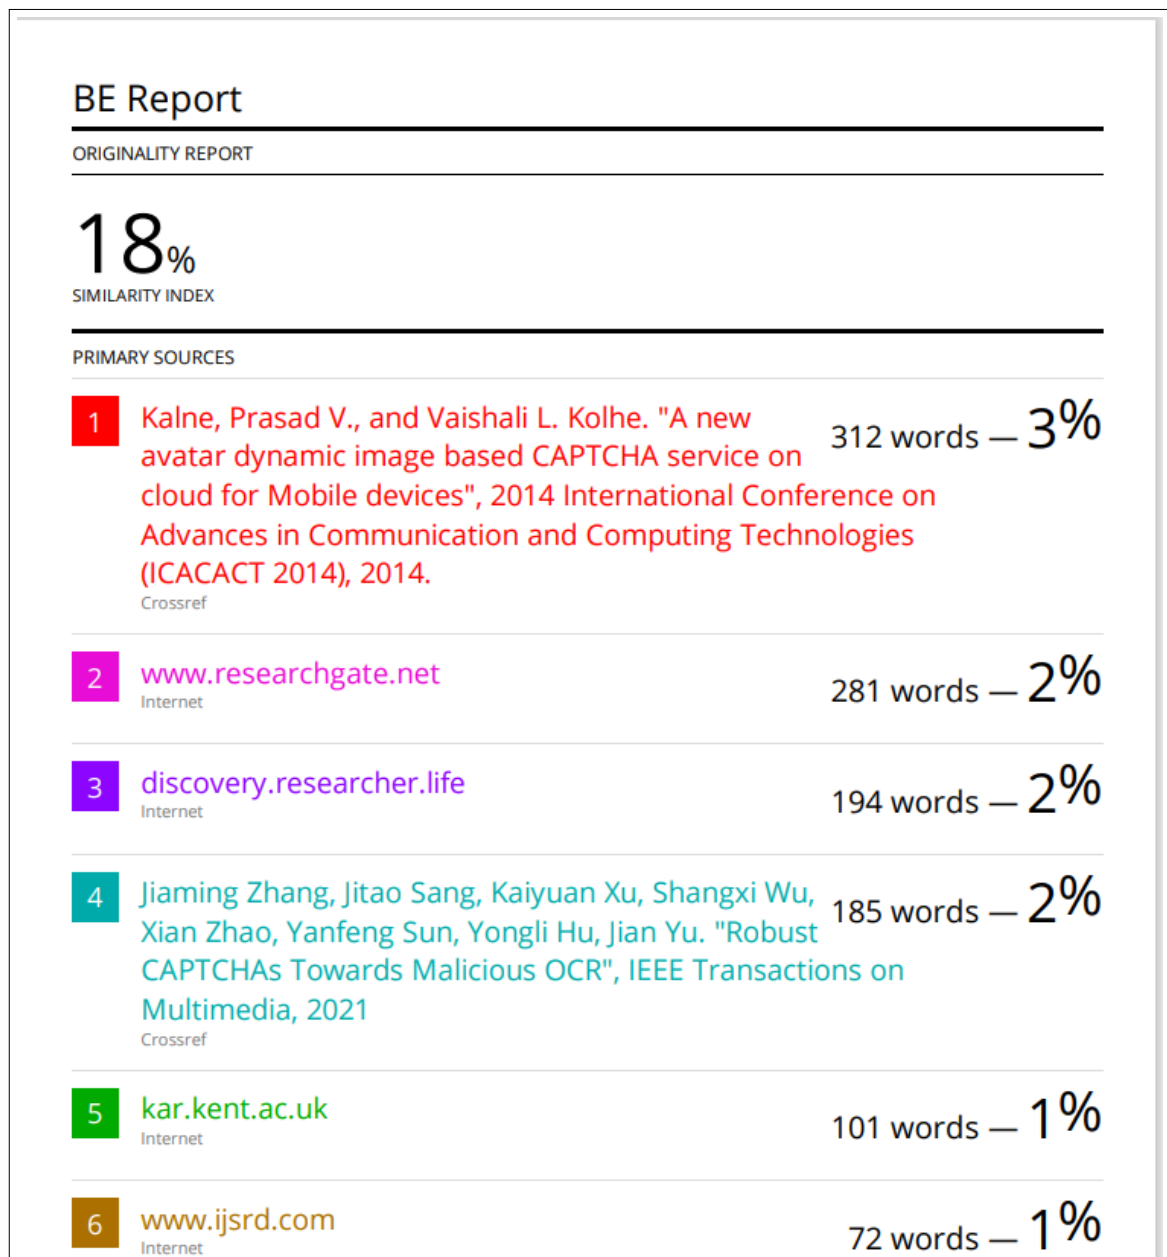 BE Report
ORIGINALITY REPORT
18%
SIMILARITY INDEX
PRIMARY SOURCES
1
Kalne, Prasad V., and Vaishali L. Kolhe. "A new
avatar dynamic image based CAPTCHA service on
cloud for Mobile devices", 2014 International Conference on
Advances in Communication and Computing Technologies
(ICACACT 2014), 2014.
Crossref
312 words — 3%
2
www.researchgate.net
Internet
281 words — 2%
3
discovery.researcher.life
Internet
194 words — 2%
4
Jiaming Zhang, Jitao Sang, Kaiyuan Xu, Shangxi Wu,
Xian Zhao, Yanfeng Sun, Yongli Hu, Jian Yu. "Robust
CAPTCHAs Towards Malicious OCR", IEEE Transactions on
Multimedia, 2021
Crossref
185 words — 2%
5
kar.kent.ac.uk
Internet
101 words — 1%
6
www.ijsrd.com
Internet
72 words — 1%